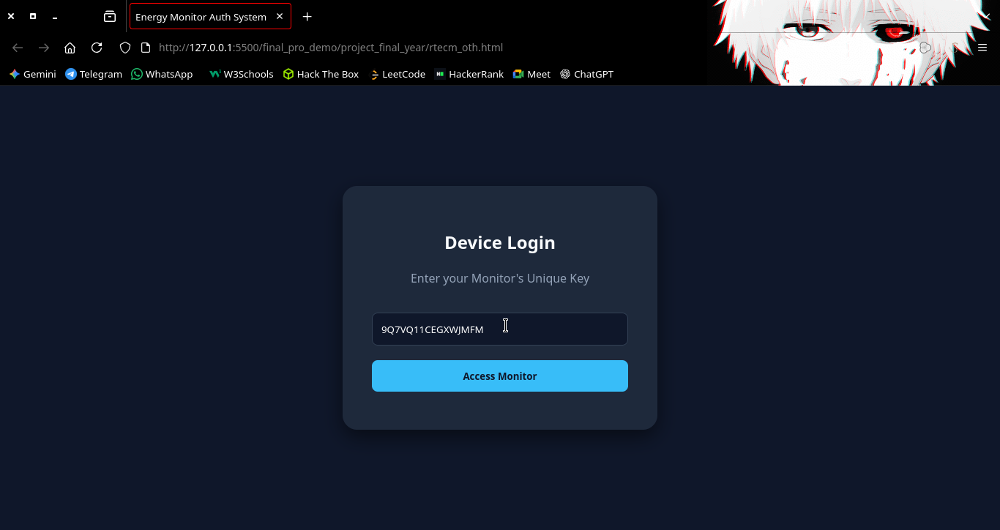 Energy Monitor Auth System
http://127.0.0.1:5500/final_pro_demo/project_final_year/rtecm_oth.html
Gemini Telegram WhatsApp W3Schools Hack The Box LeetCode HackerRank Meet ChatGPT
Device Login
Enter your Monitor's Unique Key
9Q7VQ11CEGXWJMFM
Access Monitor